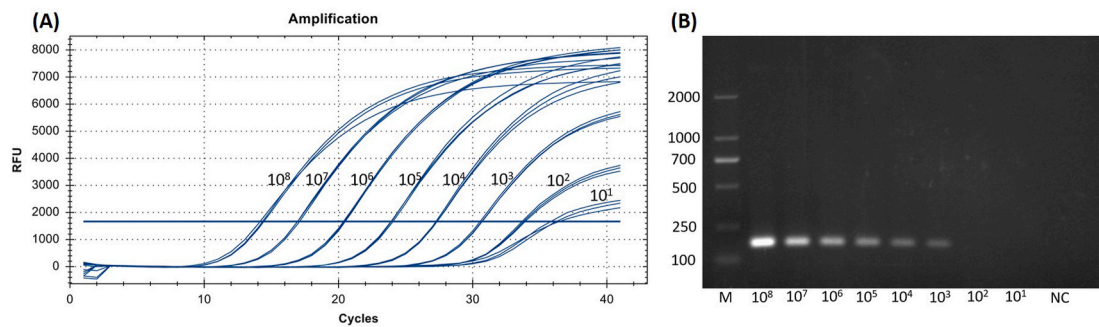 (A)
Amplification
8000
7000
6000
5000
4000
3000
2000
1000
0
RFU
10⁸ 10⁷ 10⁶ 10⁵ 10⁴ 10³ 10² 10¹
0 10 20 30 40
Cycles
(B)
2000
1000
700
500
250
100
M 10⁸ 10⁷ 10⁶ 10⁵ 10⁴ 10³ 10² 10¹ NC